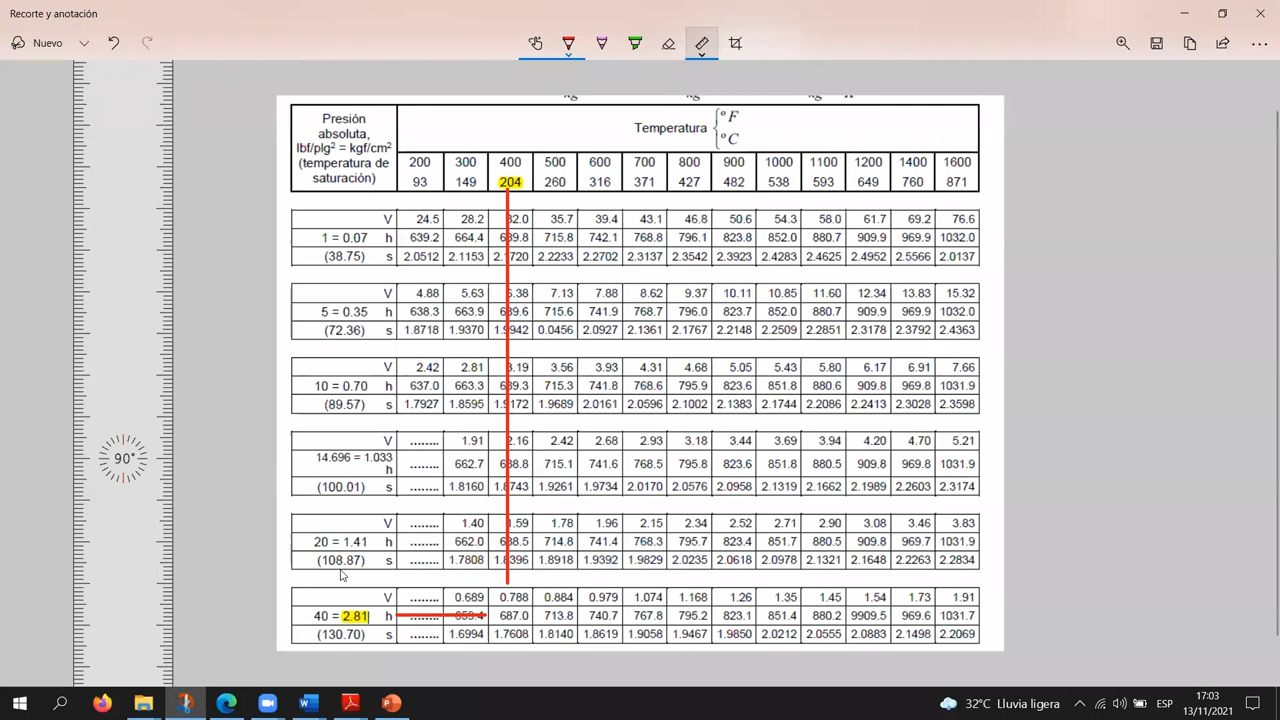 Recorte y anotación
Nuevo
Presión absoluta, lbf/plg² = kgf/cm² (temperatura de saturación)
Temperatura { º F
º C
200 300 400 500 600 700 800 900 1000 1100 1200 1400 1600
93 149 204 260 316 371 427 482 538 593 649 760 871
V 24.5 28.2 32.0 35.7 39.4 43.1 46.8 50.6 54.3 58.0 61.7 69.2 76.6
1 = 0.07 h 639.2 664.4 715.8 742.1 768.8 796.1 823.8 852.0 880.7 909.9 969.9 1032.0
(38.75) s 2.0512 2.1153 2.1720 2.2233 2.2702 2.3137 2.3542 2.3923 2.4283 2.4625 2.4952 2.5566 2.0137
V 4.88 5.63 6.38 7.13 7.88 8.62 9.37 10.11 10.85 11.60 12.34 13.83 15.32
5 = 0.35 h 638.3 663.9 715.6 741.9 768.7 796.0 823.7 852.0 880.7 909.9 969.9 1032.0
(72.36) s 1.8718 1.9370 1.9942 0.0456 2.0927 2.1361 2.1767 2.2148 2.2509 2.2851 2.3178 2.3792 2.4363
V 2.42 2.81 3.19 3.56 3.93 4.31 4.68 5.05 5.43 5.80 6.17 6.91 7.66
10 = 0.70 h 637.0 663.3 715.3 741.8 768.6 795.9 823.6 851.8 880.6 909.8 969.8 1031.9
(89.57) s 1.7927 1.8595 1.9172 1.9689 2.0161 2.0596 2.1002 2.1383 2.1744 2.2086 2.2413 2.3028 2.3598
V ........ 1.91 2.16 2.42 2.68 2.93 3.18 3.44 3.69 3.94 4.20 4.70 5.21
14.696 = 1.033 h ........ 662.7 715.1 741.6 768.5 795.8 823.6 851.8 880.5 909.8 969.8 1031.9
(100.01) s ........ 1.8160 1.8743 1.9261 1.9734 2.0170 2.0576 2.0958 2.1319 2.1662 2.1989 2.2603 2.3174
V ........ 1.40 1.59 1.78 1.96 2.15 2.34 2.52 2.71 2.90 3.08 3.46 3.83
20 = 1.41 h ........ 662.0 714.8 741.4 768.3 795.7 823.4 851.7 880.5 909.8 969.7 1031.9
(108.87) s ........ 1.7808 1.8396 1.8918 1.9392 1.9829 2.0235 2.0618 2.0978 2.1321 2.1648 2.2263 2.2834
V ........ 0.689 0.788 0.884 0.979 1.074 1.168 1.26 1.35 1.45 1.54 1.73 1.91
40 = 2.81 h ........ 687.0 713.8 740.7 767.8 795.2 823.1 851.4 880.2 9909.5 969.6 1031.7
(130.70) s ........ 1.6994 1.7608 1.8140 1.8619 1.9058 1.9467 1.9850 2.0212 2.0555 2.0883 2.1498 2.2069
90°
32°C Lluvia ligera
ESP
17:03
13/11/2021